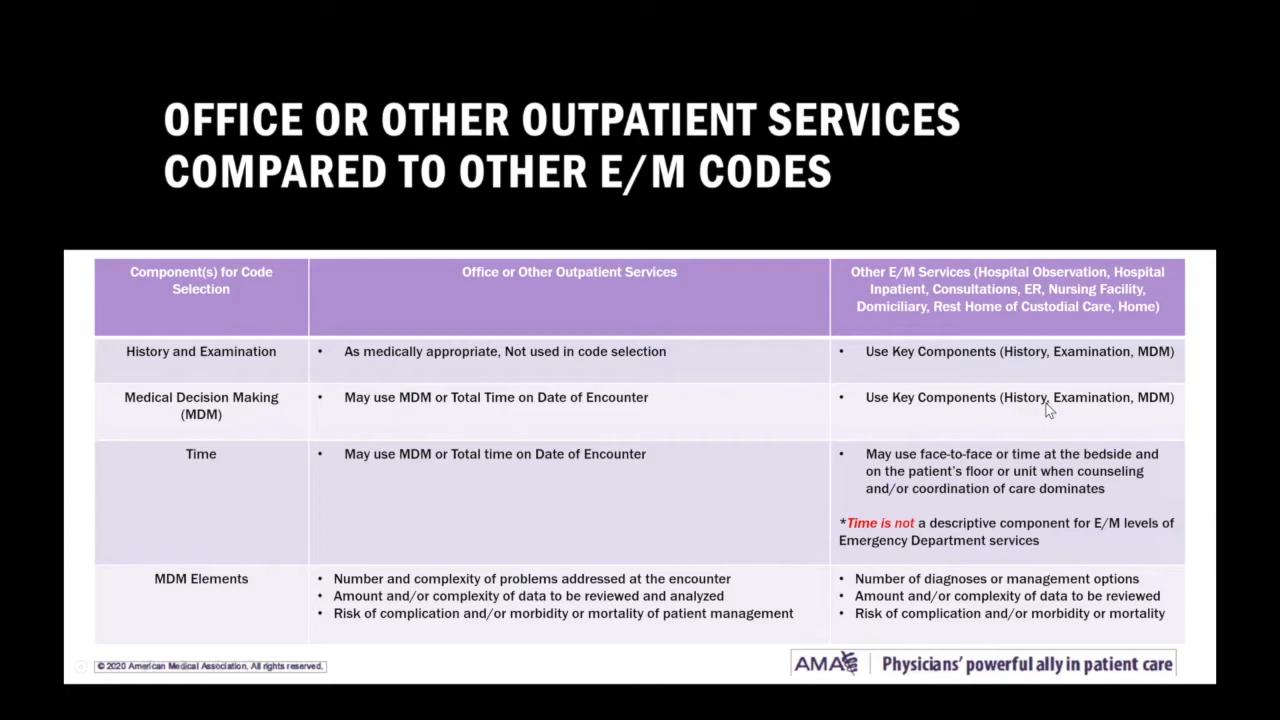 OFFICE OR OTHER OUTPATIENT SERVICES
COMPARED TO OTHER E/M CODES
Component(s) for Code
Selection
Office or Other Outpatient Services
Other E/M Services (Hospital Observation, Hospital
Inpatient, Consultations, ER, Nursing Facility,
Domiciliary, Rest Home of Custodial Care, Home)
History and Examination
• As medically appropriate, Not used in code selection
• Use Key Components (History, Examination, MDM)
Medical Decision Making
(MDM)
• May use MDM or Total Time on Date of Encounter
• Use Key Components (History, Examination, MDM)
Time
• May use MDM or Total time on Date of Encounter
• May use face-to-face or time at the bedside and
on the patient's floor or unit when counseling
and/or coordination of care dominates
*Time is not a descriptive component for E/M levels of
Emergency Department services
MDM Elements
• Number and complexity of problems addressed at the encounter
• Amount and/or complexity of data to be reviewed and analyzed
• Risk of complication and/or morbidity or mortality of patient management
• Number of diagnoses or management options
• Amount and/or complexity of data to be reviewed
• Risk of complication and/or morbidity or mortality
© 2020 American Medical Association. All rights reserved.
AMA
Physicians' powerful ally in patient care